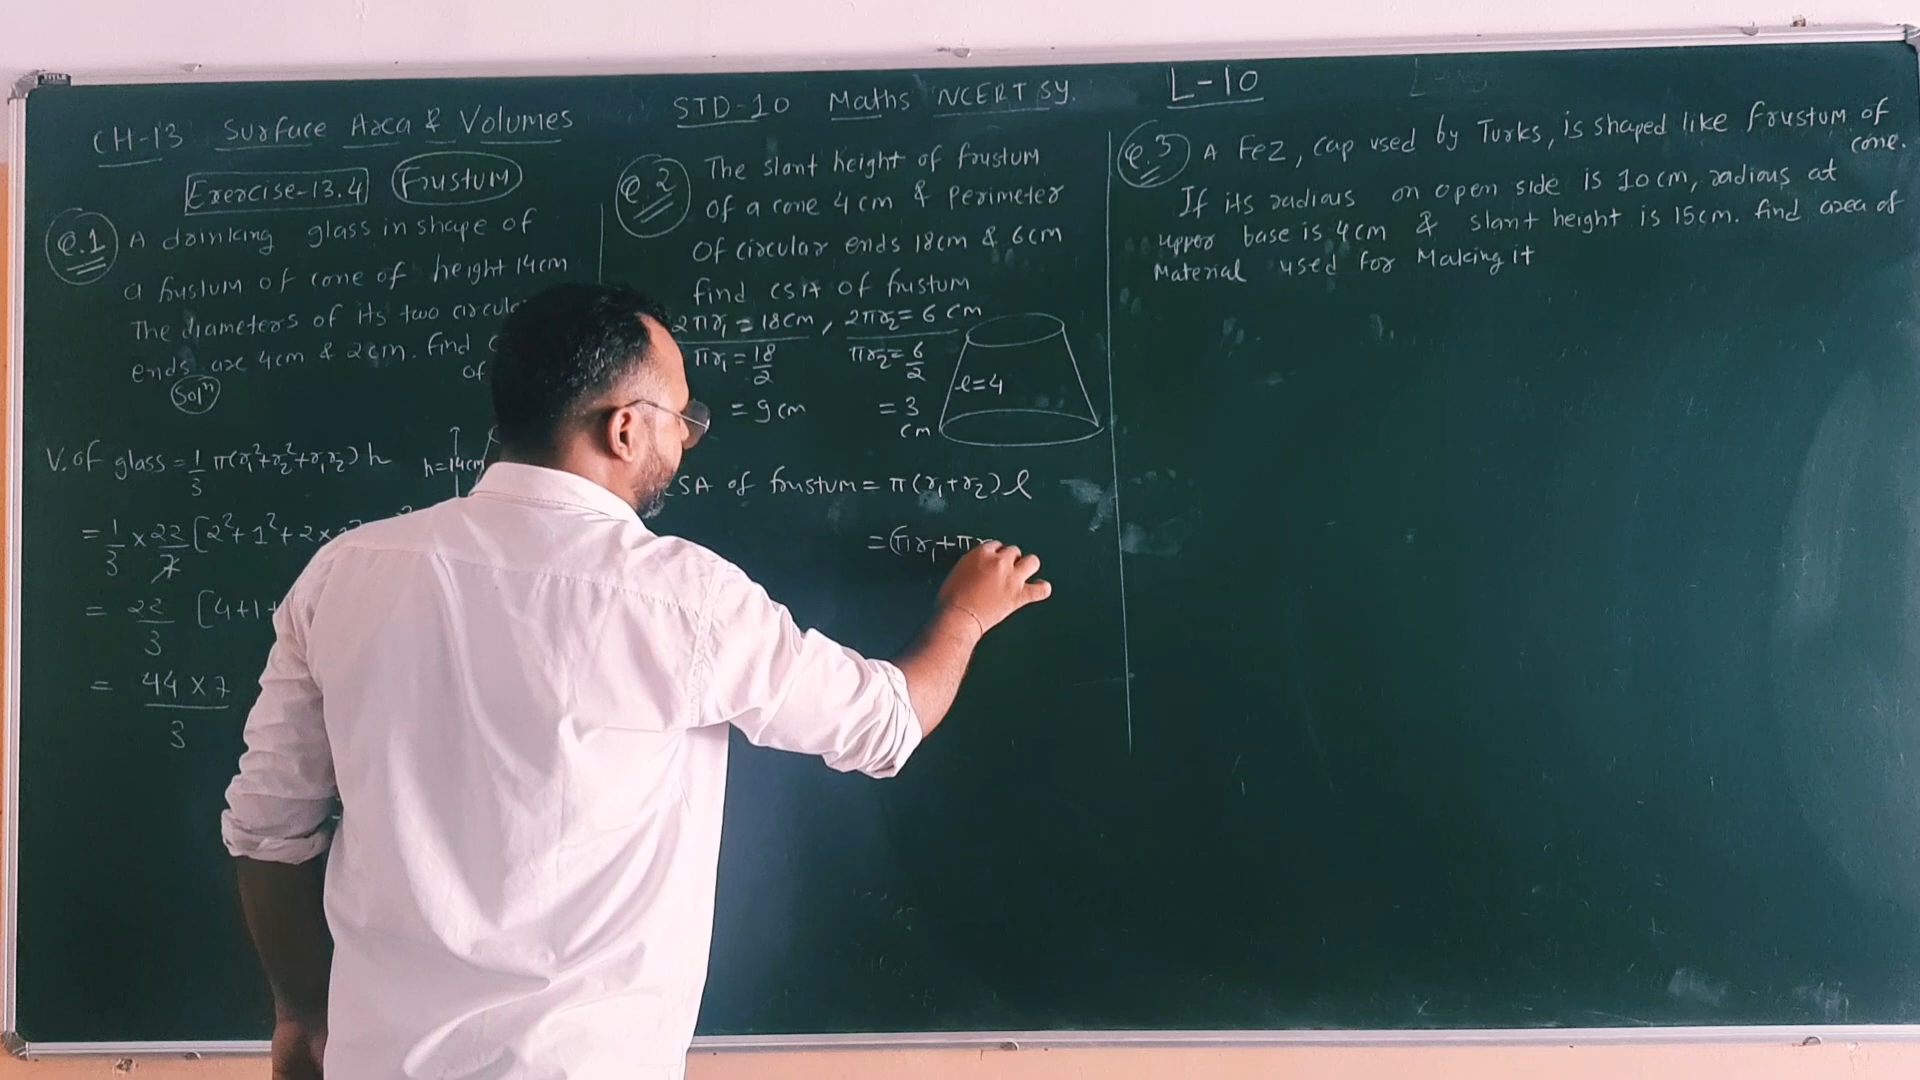 CH-13 Surface Area & Volumes
STD-10 Maths NCERT Sy.
L-10
Exercise-13.4 Frustum
Q.1 A drinking glass in shape of
a frustum of cone of height 14cm
The diameters of its two circula
ends are 4cm & 2cm. find
of
Solⁿ
V. of glass = 1/3 π(r₁²+r₂²+r₁r₂) h
h=14cm
= 1/3 × 22/7 [2²+1²+2×
= 22/3 [4+1+
= 44×7/3
Q.2 The slant height of frustum
of a cone 4cm & Perimeter
of circular ends 18cm & 6cm
find CSA of frustum
2πr₁ = 18cm, 2πr₂ = 6 cm
πr₁ = 18/2 πr₂ = 6/2
= 9cm = 3 cm
l=4
SA of frustum = π(r₁+r₂) l
= (πr₁+πr
Q.3 A Fez, cap used by Turks, is shaped like frustum of cone.
If its radious on open side is 10cm, radious at
upper base is 4cm & slant height is 15cm. find area of
Material used for Making it